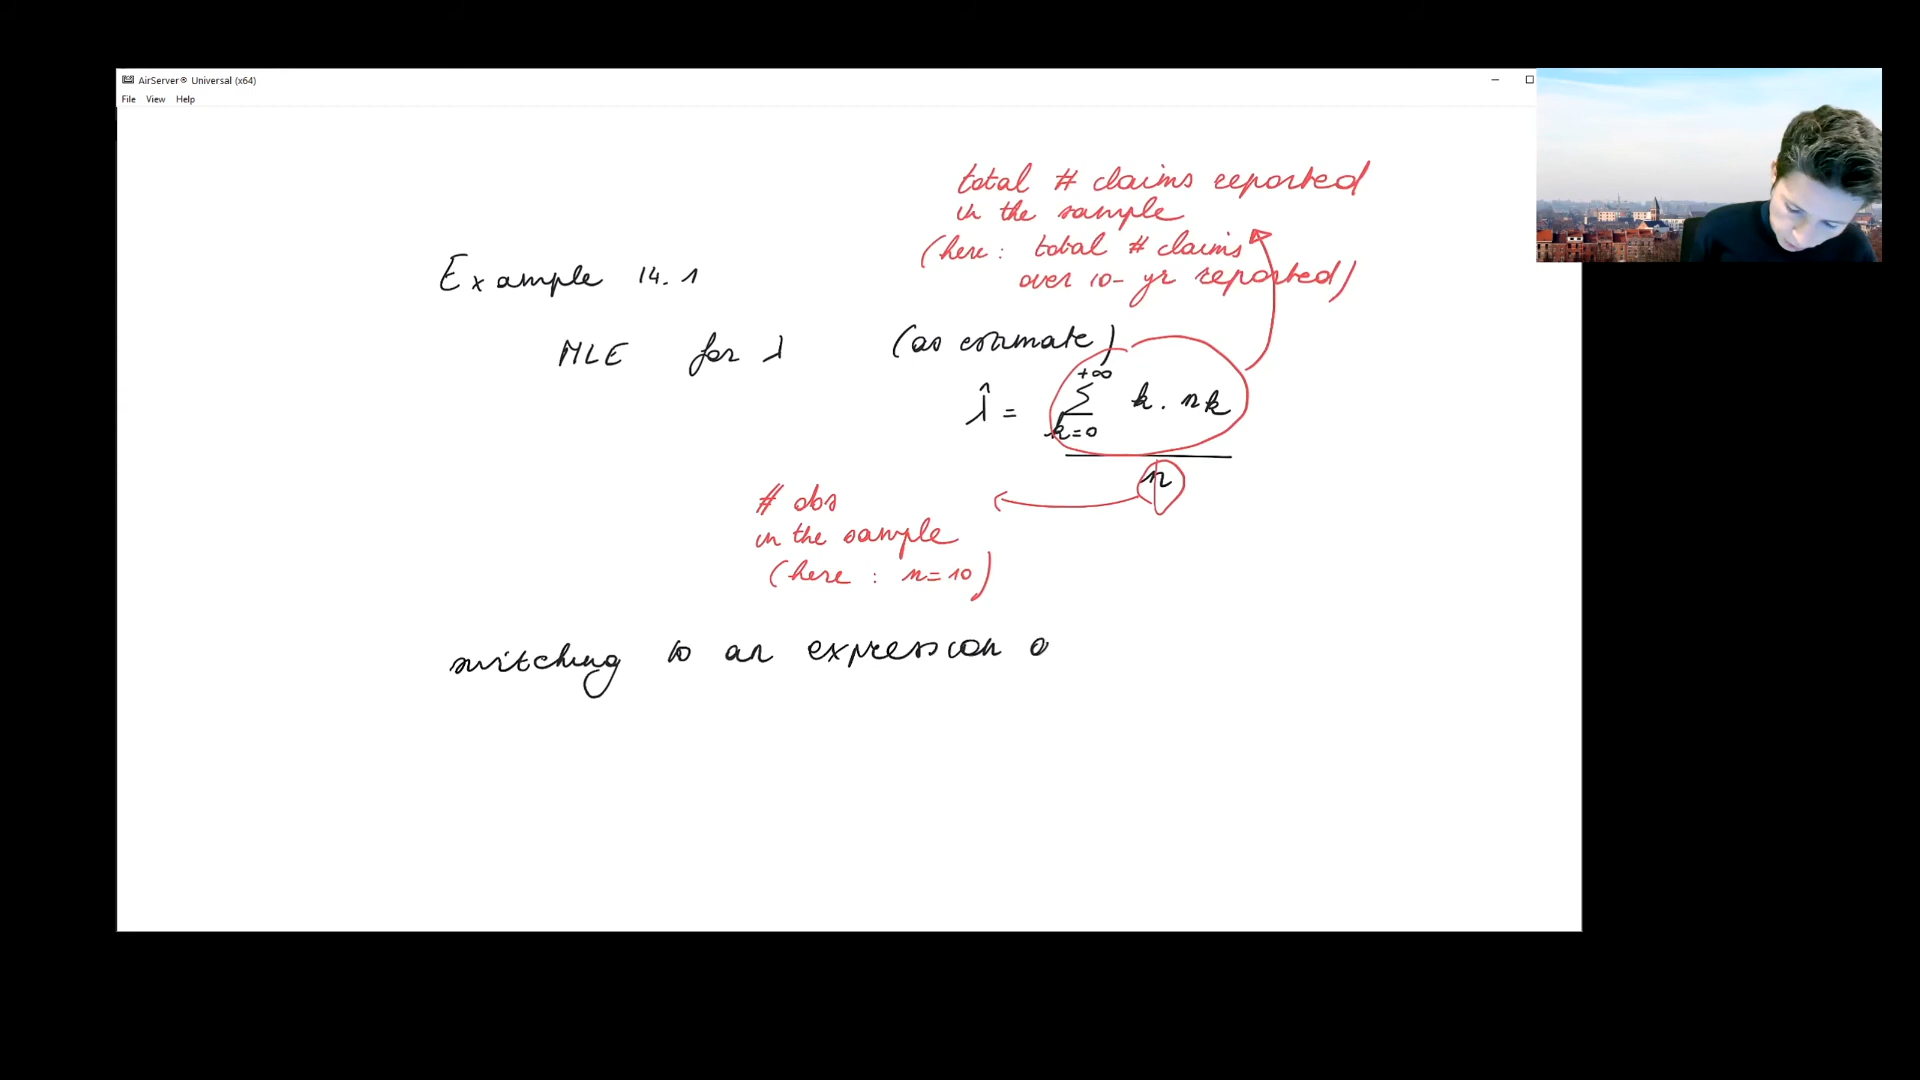 AirServer® Universal (x64)
File View Help
total # claims reported
in the sample
(here: total # claims
over 10-yr reported)
Example 14.1
MLE for λ (as estimate)
λ̂ = +∞ Σ k=0 k. nk
n
# obs
in the sample
(here : n=10)
switching to an expression o